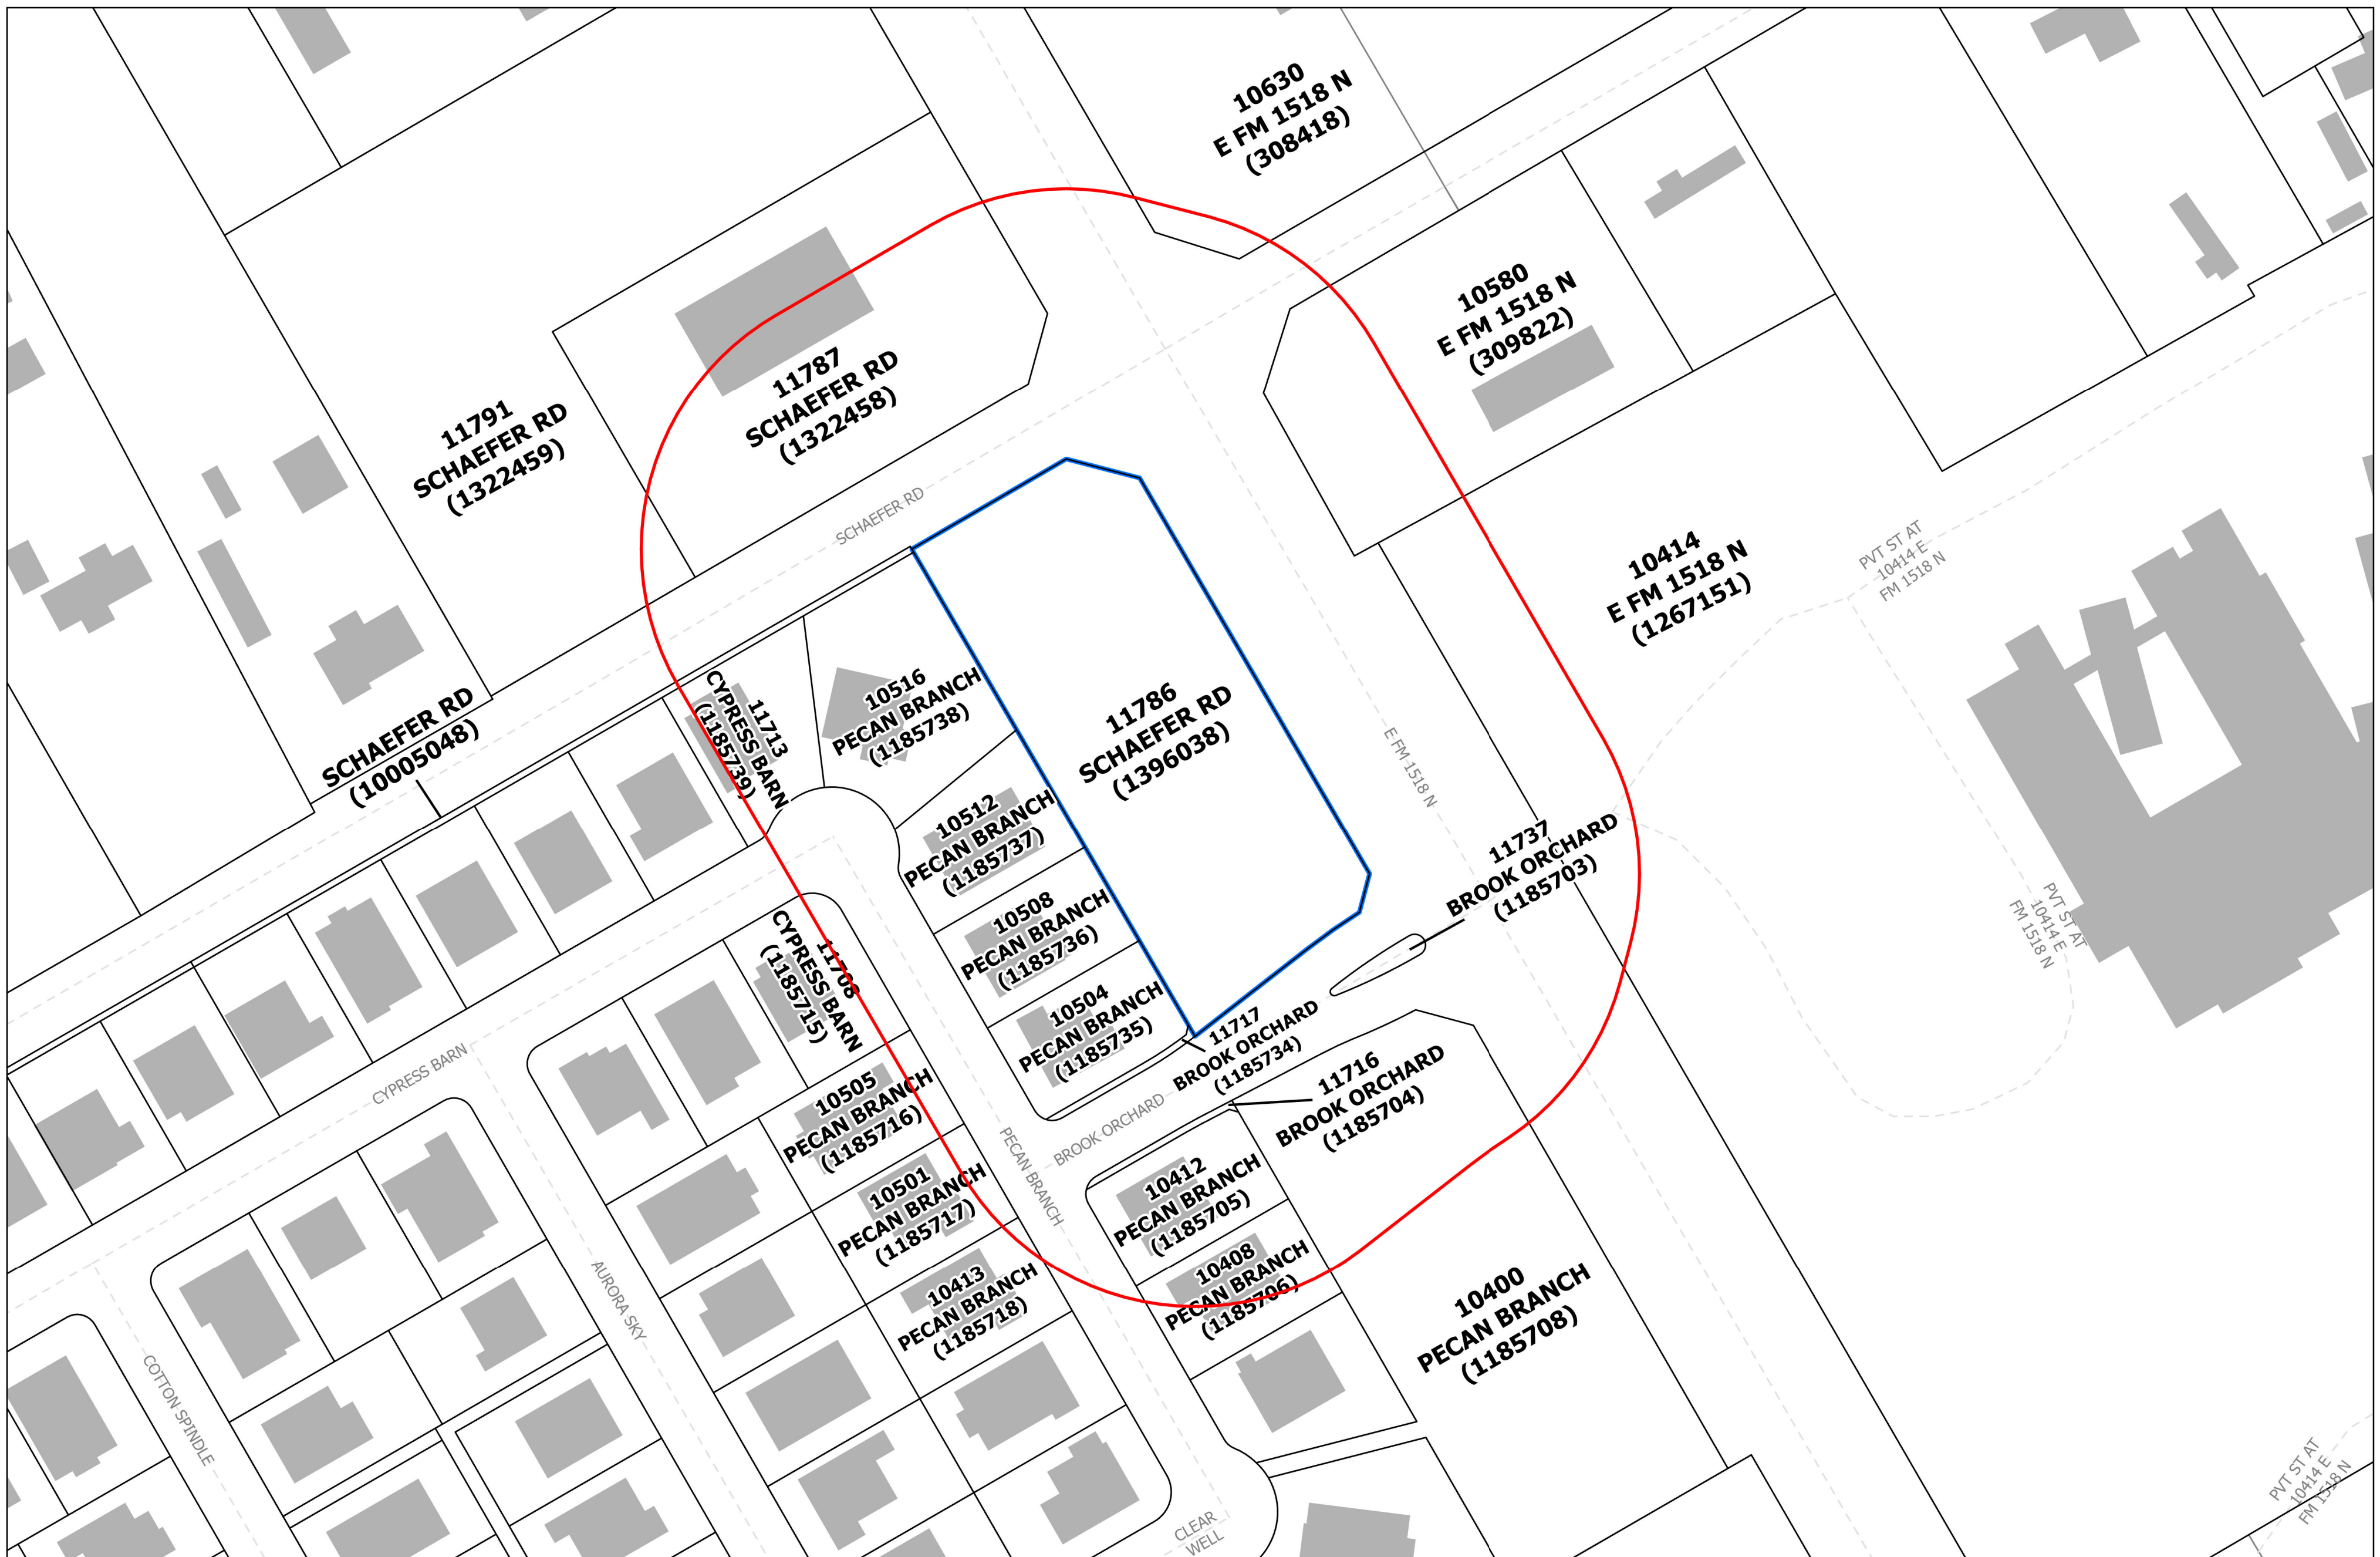 10630
E FM 1518 N
(308418)
10580
E FM 1518 N
(309822)
11787
SCHAEFER RD
(1322458)
11791
SCHAEFER RD
(1322459)
SCHAEFER RD
10414
E FM 1518 N
(1267151)
PVT ST AT
10414 E
FM 1518 N
SCHAEFER RD
(10005048)
11713
CYPRESS BARN
(1185739)
10516
PECAN BRANCH
(1185738)
11786
SCHAEFER RD
(1396038)
E FM 1518 N
10512
PECAN BRANCH
(1185737)
11737
BROOK ORCHARD
(1185703)
10508
PECAN BRANCH
(1185736)
PVT ST AT
10414 E
FM 1518 N
11708
CYPRESS BARN
(1185715)
10504
PECAN BRANCH
(1185735)
11717
BROOK ORCHARD
(1185734)
CYPRESS BARN
10505
PECAN BRANCH
(1185716)
BROOK ORCHARD
11716
BROOK ORCHARD
(1185704)
PECAN BRANCH
10501
PECAN BRANCH
(1185717)
10412
PECAN BRANCH
(1185705)
10413
PECAN BRANCH
(1185718)
10408
PECAN BRANCH
(1185706)
AURORA SKY
10400
PECAN BRANCH
(1185708)
COTTON SPINDLE
CLEAR
WELL
PVT ST AT
10414 E
FM 1518 N